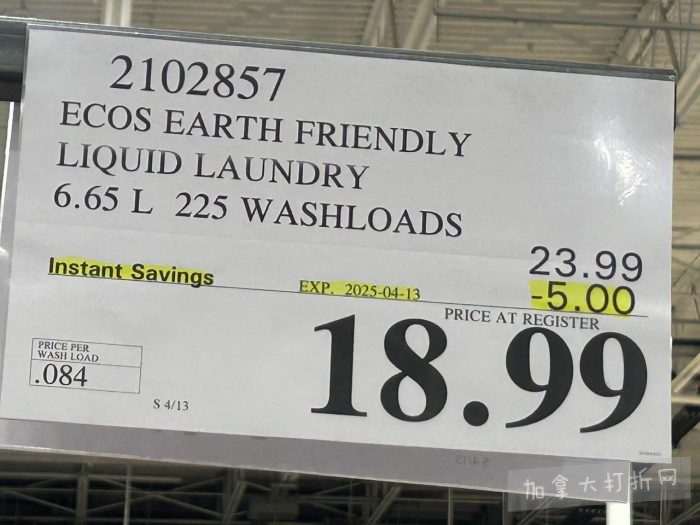 2102857
ECOS EARTH FRIENDLY
LIQUID LAUNDRY
6.65 L 225 WASHLOADS
23.99
Instant Savings EXP. 2025-04-13 -5.00
PRICE AT REGISTER
18.99
PRICE PER
WASH LOAD
.084
S 4/13
加拿大打折网